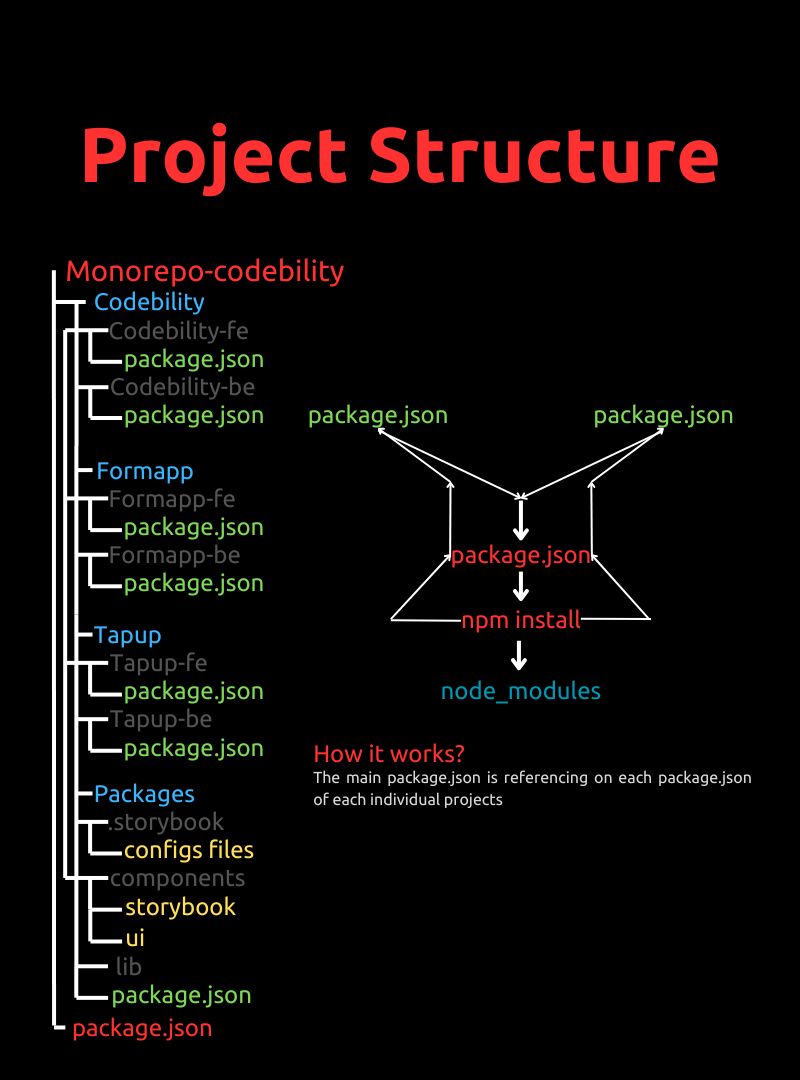 Project Structure
Monorepo-codebility
Codebility
Codebility-fe
package.json
Codebility-be
package.json
Formapp
Formapp-fe
package.json
Formapp-be
package.json
Tapup
Tapup-fe
package.json
Tapup-be
package.json
Packages
.storybook
configs files
components
storybook
ui
lib
package.json
package.json
package.json
package.json
package.json
npm install
node_modules
How it works?
The main package.json is referencing on each package.json
of each individual projects